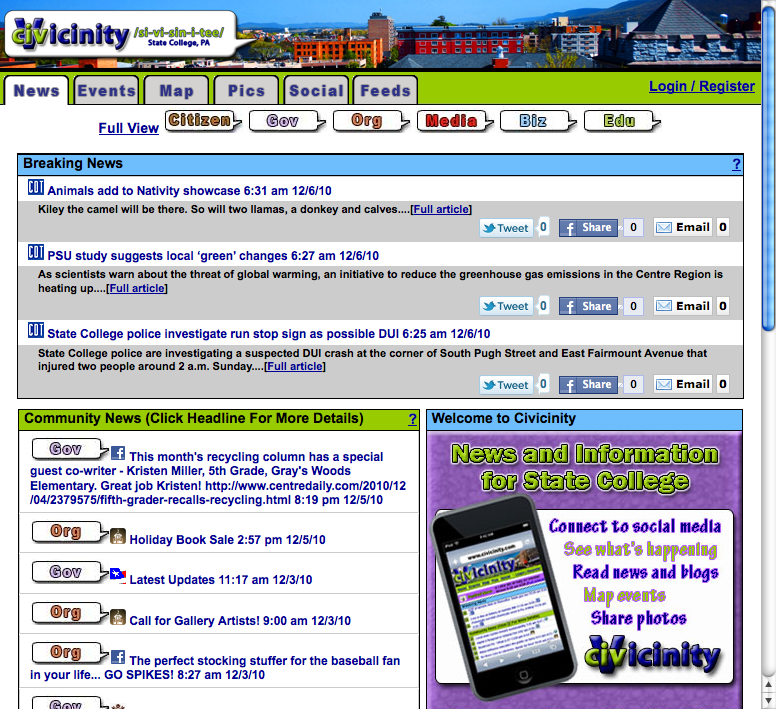 civicinity /si-vi-sin-i-tee/
State College, PA
News Events Map Pics Social Feeds Login / Register
Full View Citizen Gov Org Media Biz Edu
Breaking News ?
COT Animals add to Nativity showcase 6:31 am 12/6/10
Kiley the camel will be there. So will two llamas, a donkey and calves....[Full article]
Tweet 0 f Share 0 Email 0
COT PSU study suggests local ‘green’ changes 6:27 am 12/6/10
As scientists warn about the threat of global warming, an initiative to reduce the greenhouse gas emissions in the Centre Region is
heating up....[Full article]
Tweet 0 f Share 0 Email 0
COT State College police investigate run stop sign as possible DUI 6:25 am 12/6/10
State College police are investigating a suspected DUI crash at the corner of South Pugh Street and East Fairmount Avenue that
injured two people around 2 a.m. Sunday....[Full article]
Tweet 0 f Share 0 Email 0
Community News (Click Headline For More Details) ?
Gov f This month's recycling column has a special
guest co-writer - Kristen Miller, 5th Grade, Gray's Woods
Elementary. Great job Kristen! http://www.centredaily.com/2010/12
/04/2379575/fifth-grader-recalls-recycling.html 8:19 pm 12/5/10
Org Holiday Book Sale 2:57 pm 12/5/10
Gov Latest Updates 11:17 am 12/3/10
Org Call for Gallery Artists! 9:00 am 12/3/10
Org f The perfect stocking stuffer for the baseball fan
in your life... GO SPIKES! 8:27 am 12/3/10
Gov
Welcome to Civicinity
News and Information
for State College
Connect to social media
See what's happening
Read news and blogs
Map events
Share photos
civicinity
www.civicinity.com
civicinity